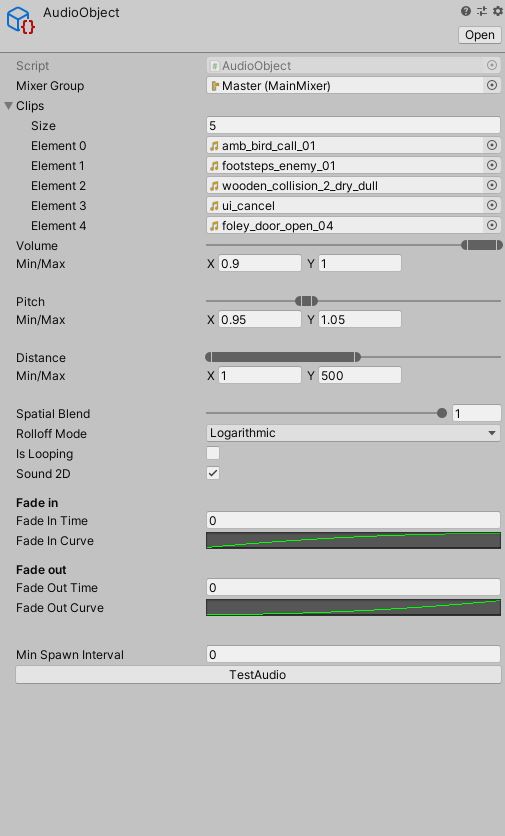 AudioObject
Open
Script AudioObject
Mixer Group Master (MainMixer)
Clips
Size 5
Element 0 amb_bird_call_01
Element 1 footsteps_enemy_01
Element 2 wooden_collision_2_dry_dull
Element 3 ui_cancel
Element 4 foley_door_open_04
Volume
Min/Max X 0.9 Y 1
Pitch
Min/Max X 0.95 Y 1.05
Distance
Min/Max X 1 Y 500
Spatial Blend 1
Rolloff Mode Logarithmic
Is Looping
Sound 2D
Fade in
Fade In Time 0
Fade In Curve
Fade out
Fade Out Time 0
Fade Out Curve
Min Spawn Interval 0
TestAudio